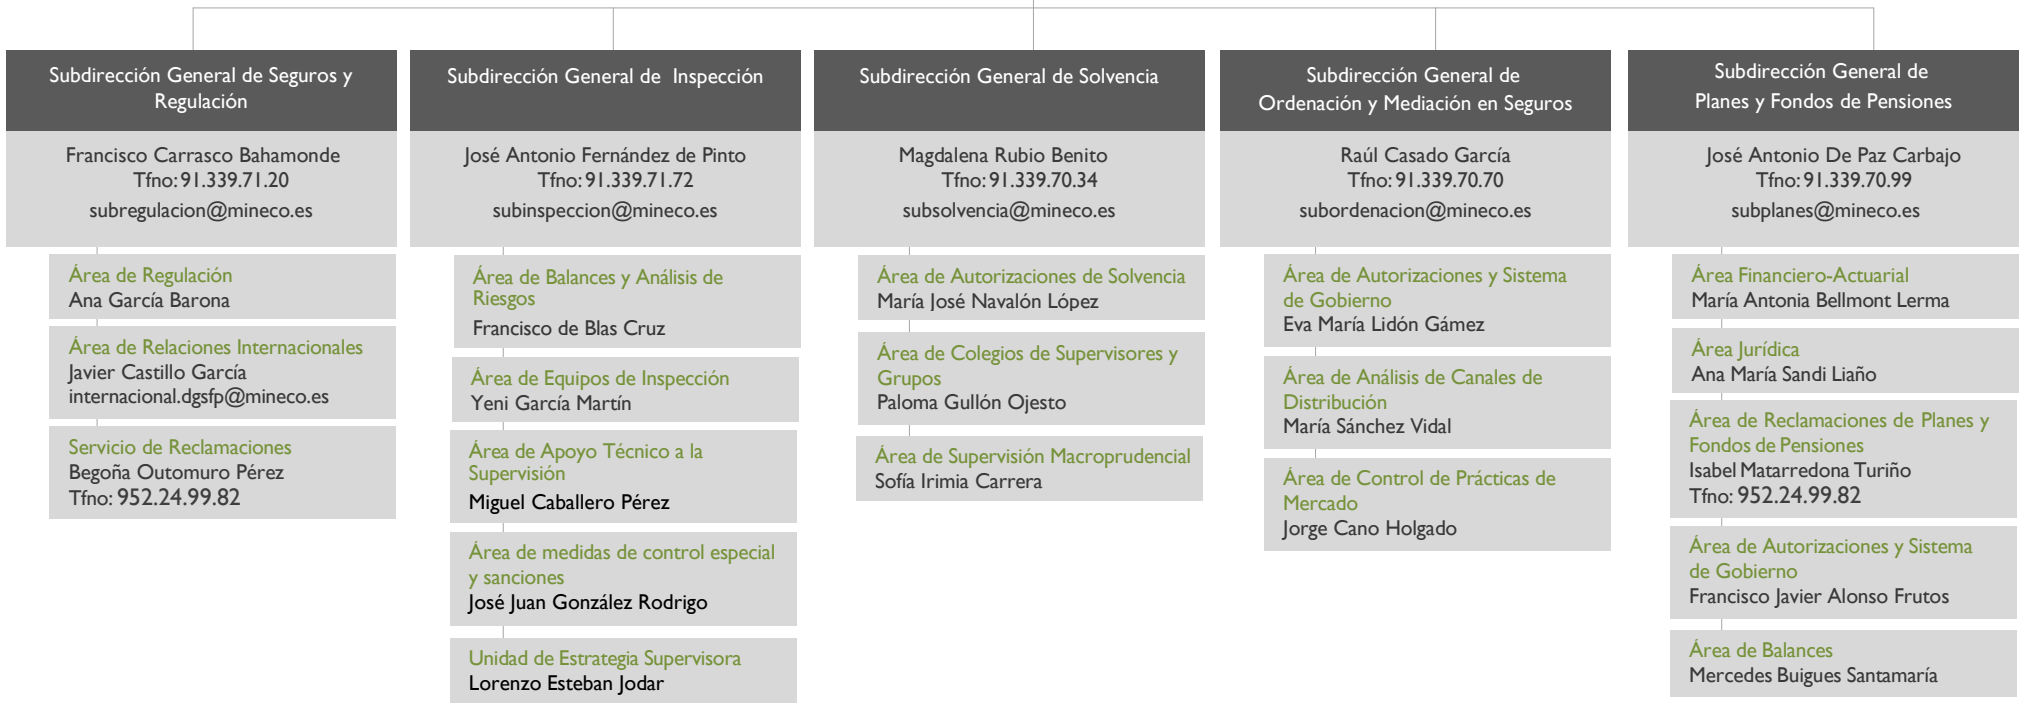 Subdirección General de Seguros y
Regulación
Francisco Carrasco Bahamonde
Tfno: 91.339.71.20
subregulacion@mineco.es
Área de Regulación
Ana García Barona
Área de Relaciones Internacionales
Javier Castillo García
internacional.dgsfp@mineco.es
Servicio de Reclamaciones
Begoña Outomuro Pérez
Tfno: 952.24.99.82
Subdirección General de Inspección
José Antonio Fernández de Pinto
Tfno: 91.339.71.72
subinspeccion@mineco.es
Área de Balances y Análisis de
Riesgos
Francisco de Blas Cruz
Área de Equipos de Inspección
Yeni García Martín
Área de Apoyo Técnico a la
Supervisión
Miguel Caballero Pérez
Área de medidas de control especial
y sanciones
José Juan González Rodrigo
Unidad de Estrategia Supervisora
Lorenzo Esteban Jodar
Subdirección General de Solvencia
Magdalena Rubio Benito
Tfno: 91.339.70.34
subsolvencia@mineco.es
Área de Autorizaciones de Solvencia
María José Navalón López
Área de Colegios de Supervisores y
Grupos
Paloma Gullón Ojesto
Área de Supervisión Macroprudencial
Sofía Irimia Carrera
Subdirección General de
Ordenación y Mediación en Seguros
Raúl Casado García
Tfno: 91.339.70.70
subordenacion@mineco.es
Área de Autorizaciones y Sistema
de Gobierno
Eva María Lidón Gámez
Área de Análisis de Canales de
Distribución
María Sánchez Vidal
Área de Control de Prácticas de
Mercado
Jorge Cano Holgado
Subdirección General de
Planes y Fondos de Pensiones
José Antonio De Paz Carbajo
Tfno: 91.339.70.99
subplanes@mineco.es
Área Financiero-Actuarial
María Antonia Bellmont Lerma
Área Jurídica
Ana María Sandi Liaño
Área de Reclamaciones de Planes y
Fondos de Pensiones
Isabel Matarredona Turiño
Tfno: 952.24.99.82
Área de Autorizaciones y Sistema
de Gobierno
Francisco Javier Alonso Frutos
Área de Balances
Mercedes Buigues Santamaría